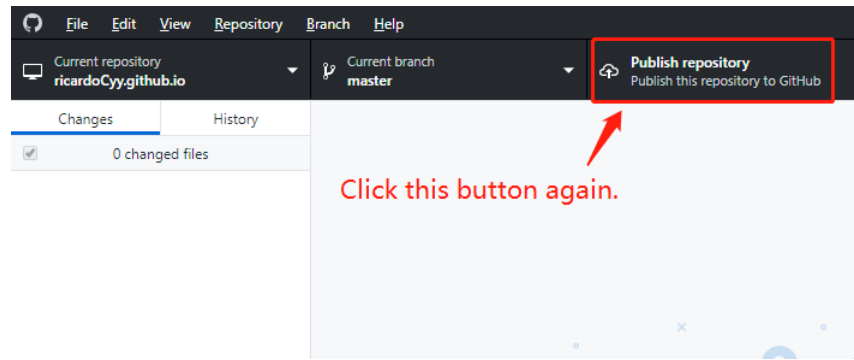 File Edit View Repository Branch Help
Current repository
ricardoCyy.github.io
Current branch
master
Publish repository
Publish this repository to GitHub
Changes History
0 changed files
Click this button again.